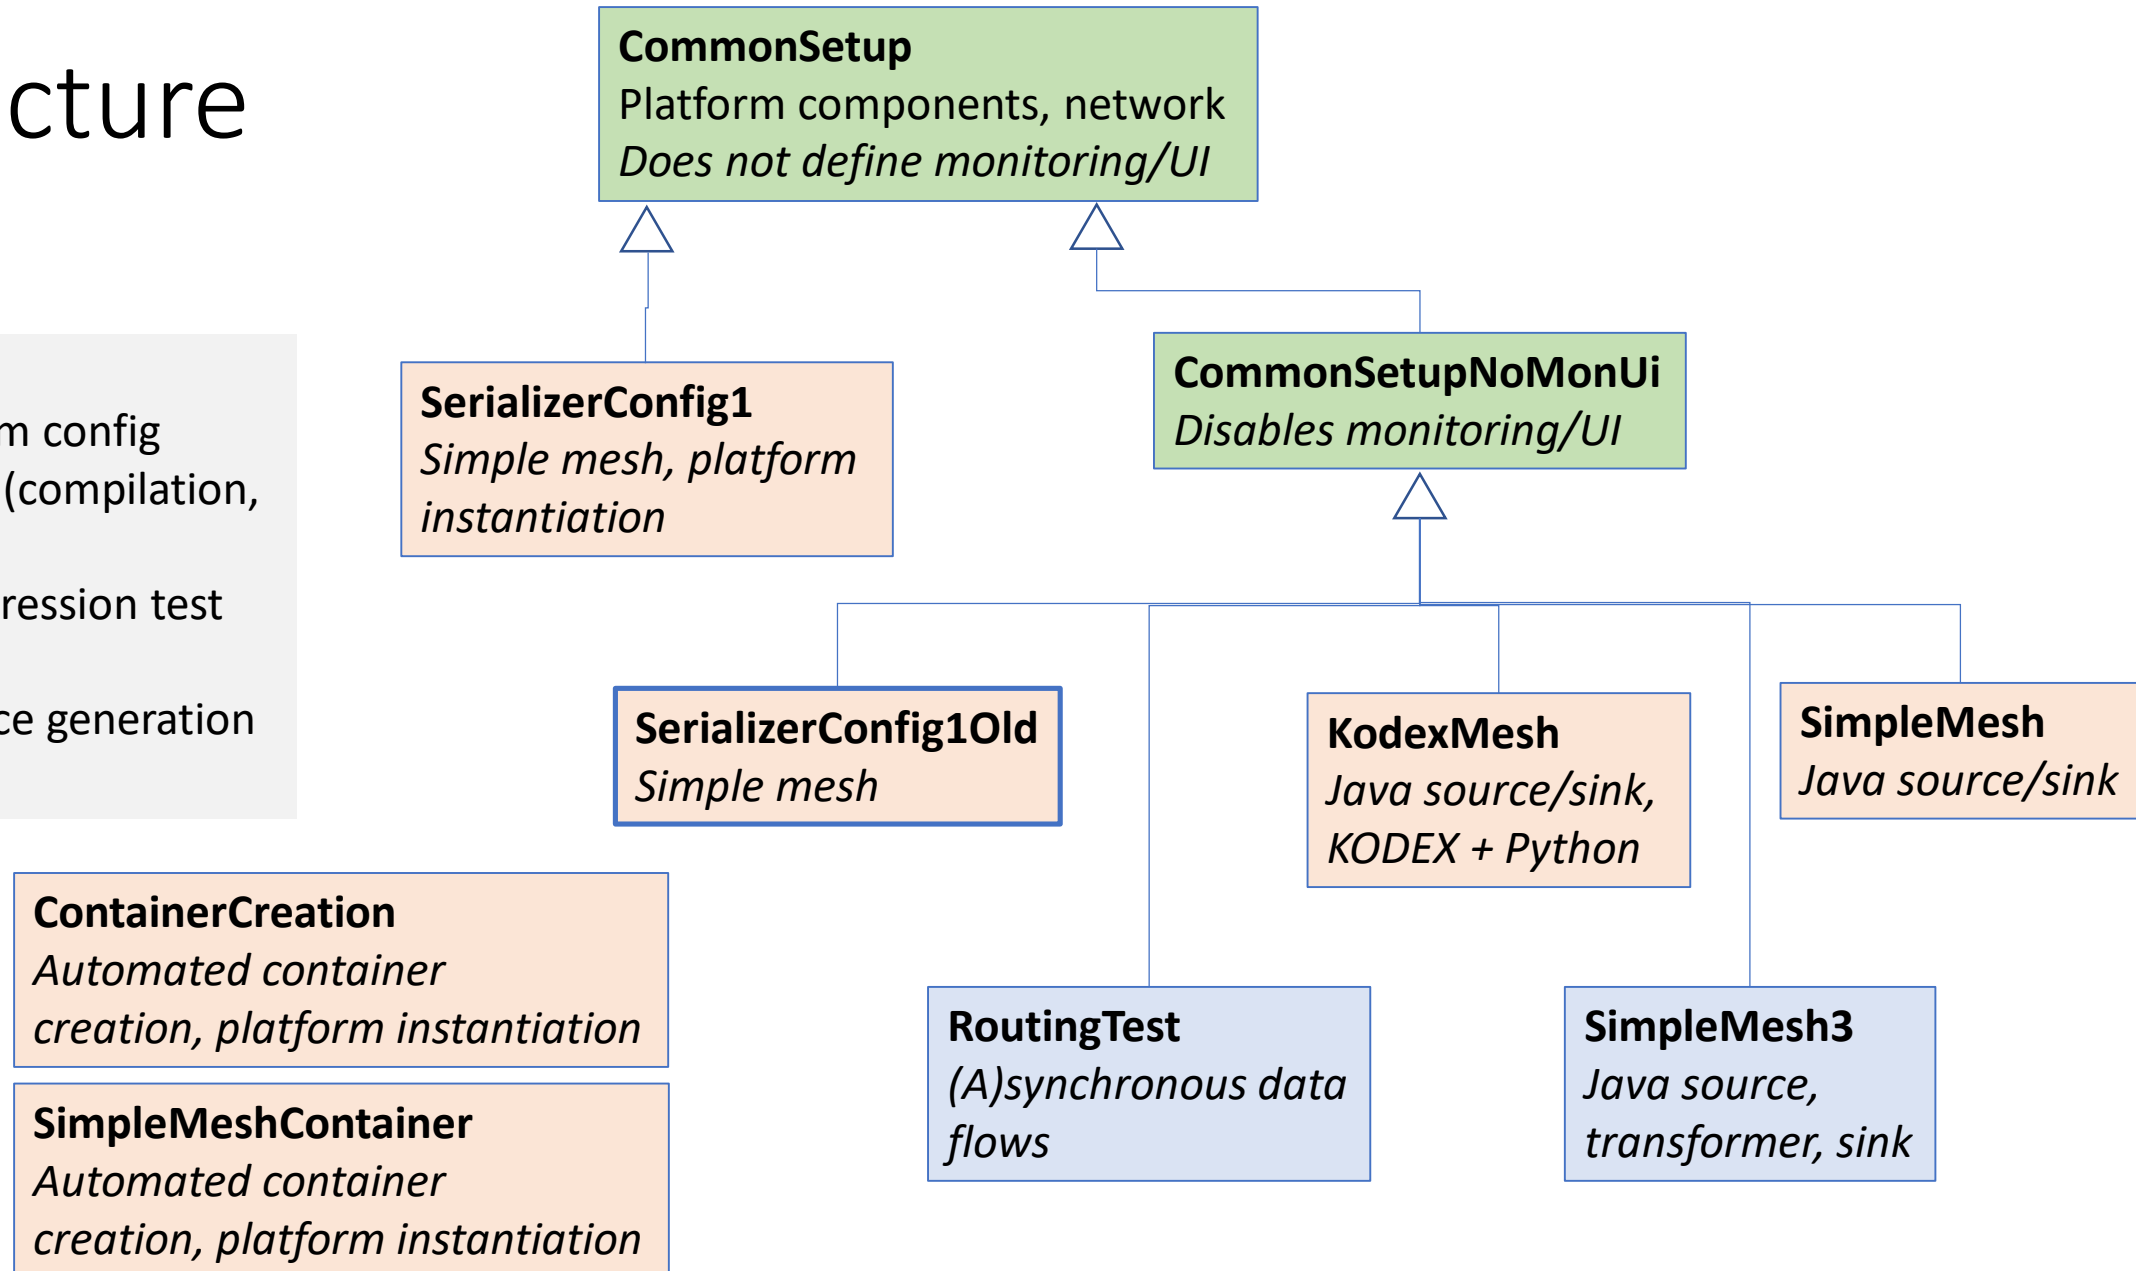 cture
CommonSetup
Platform components, network
Does not define monitoring/UI
m config
(compilation,
ression test
ce generation
SerializerConfig1
Simple mesh, platform
instantiation
CommonSetupNoMonUi
Disables monitoring/UI
SerializerConfig1Old
Simple mesh
KodexMesh
Java source/sink,
KODEX + Python
SimpleMesh
Java source/sink
ContainerCreation
Automated container
creation, platform instantiation
SimpleMeshContainer
Automated container
creation, platform instantiation
RoutingTest
(A)synchronous data
flows
SimpleMesh3
Java source,
transformer, sink